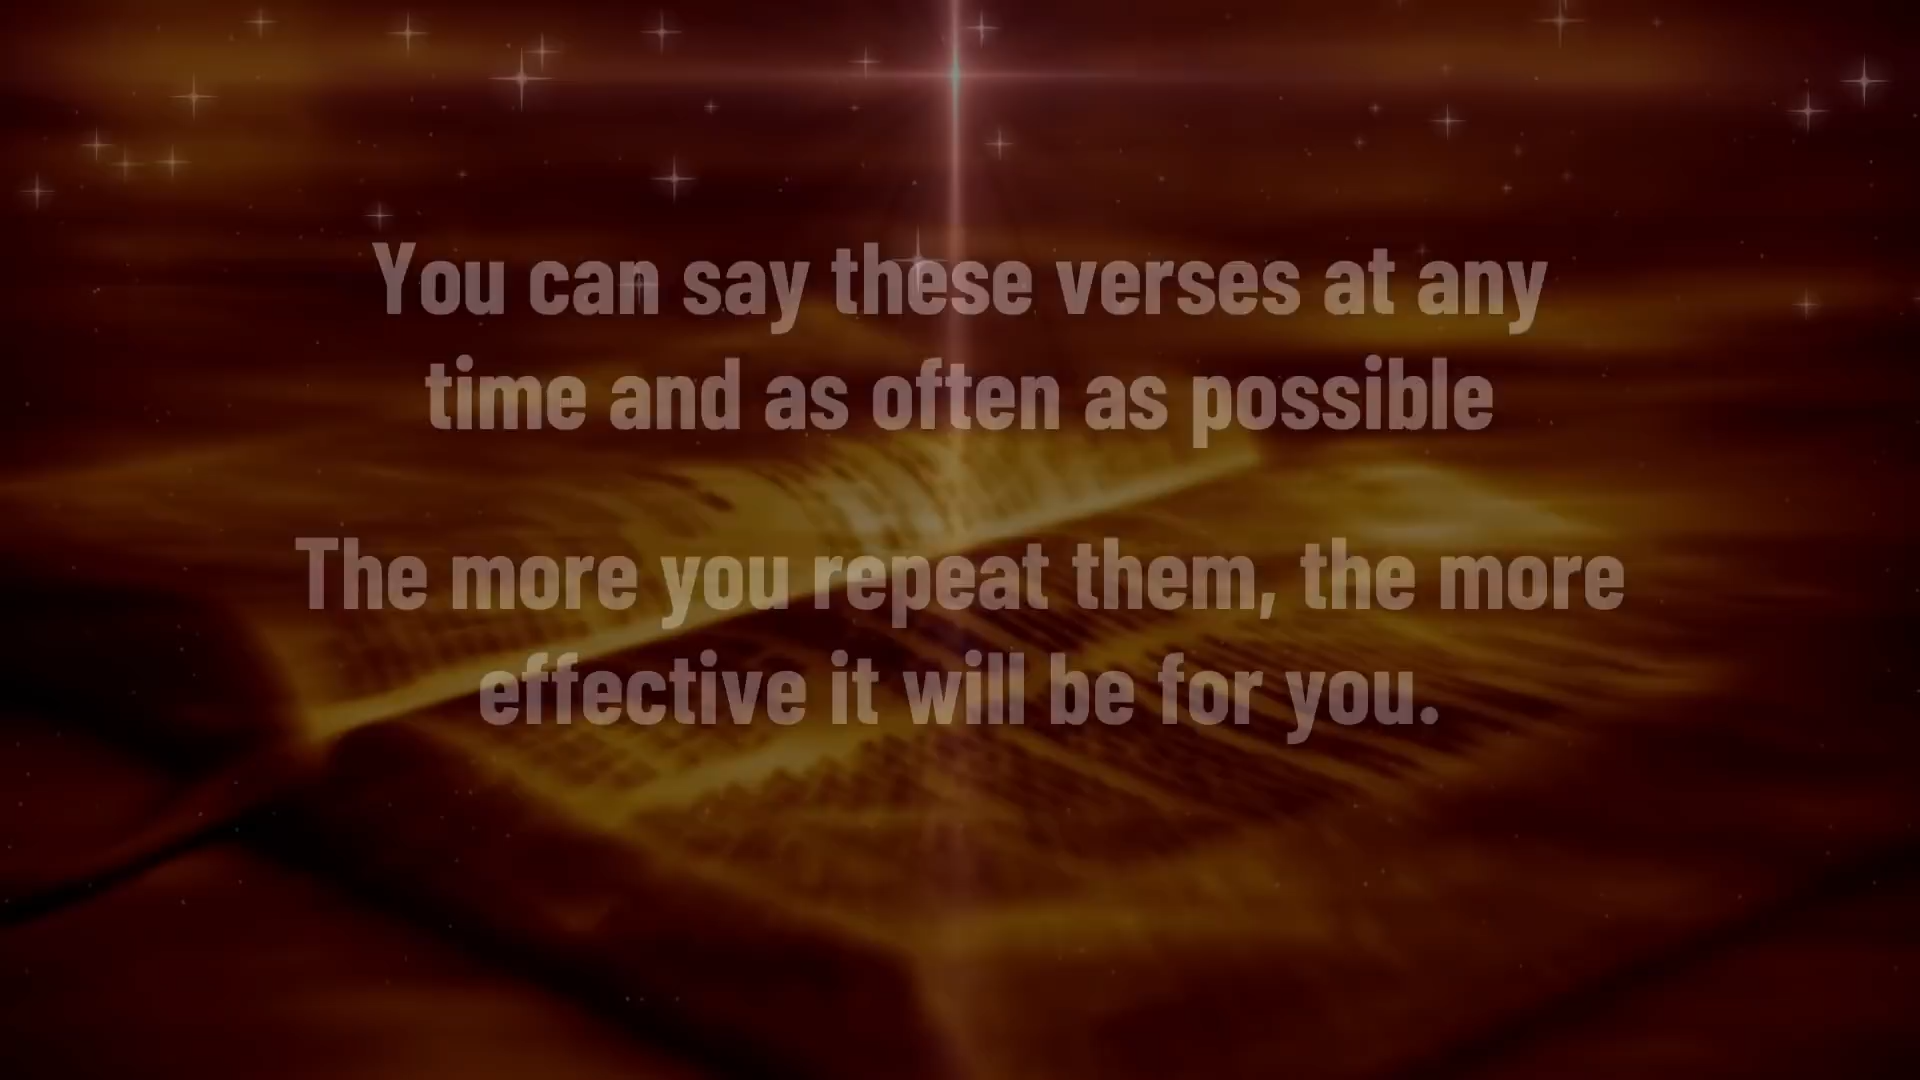 You can say these verses at any
time and as often as possible
The more you repeat them, the more
effective it will be for you.